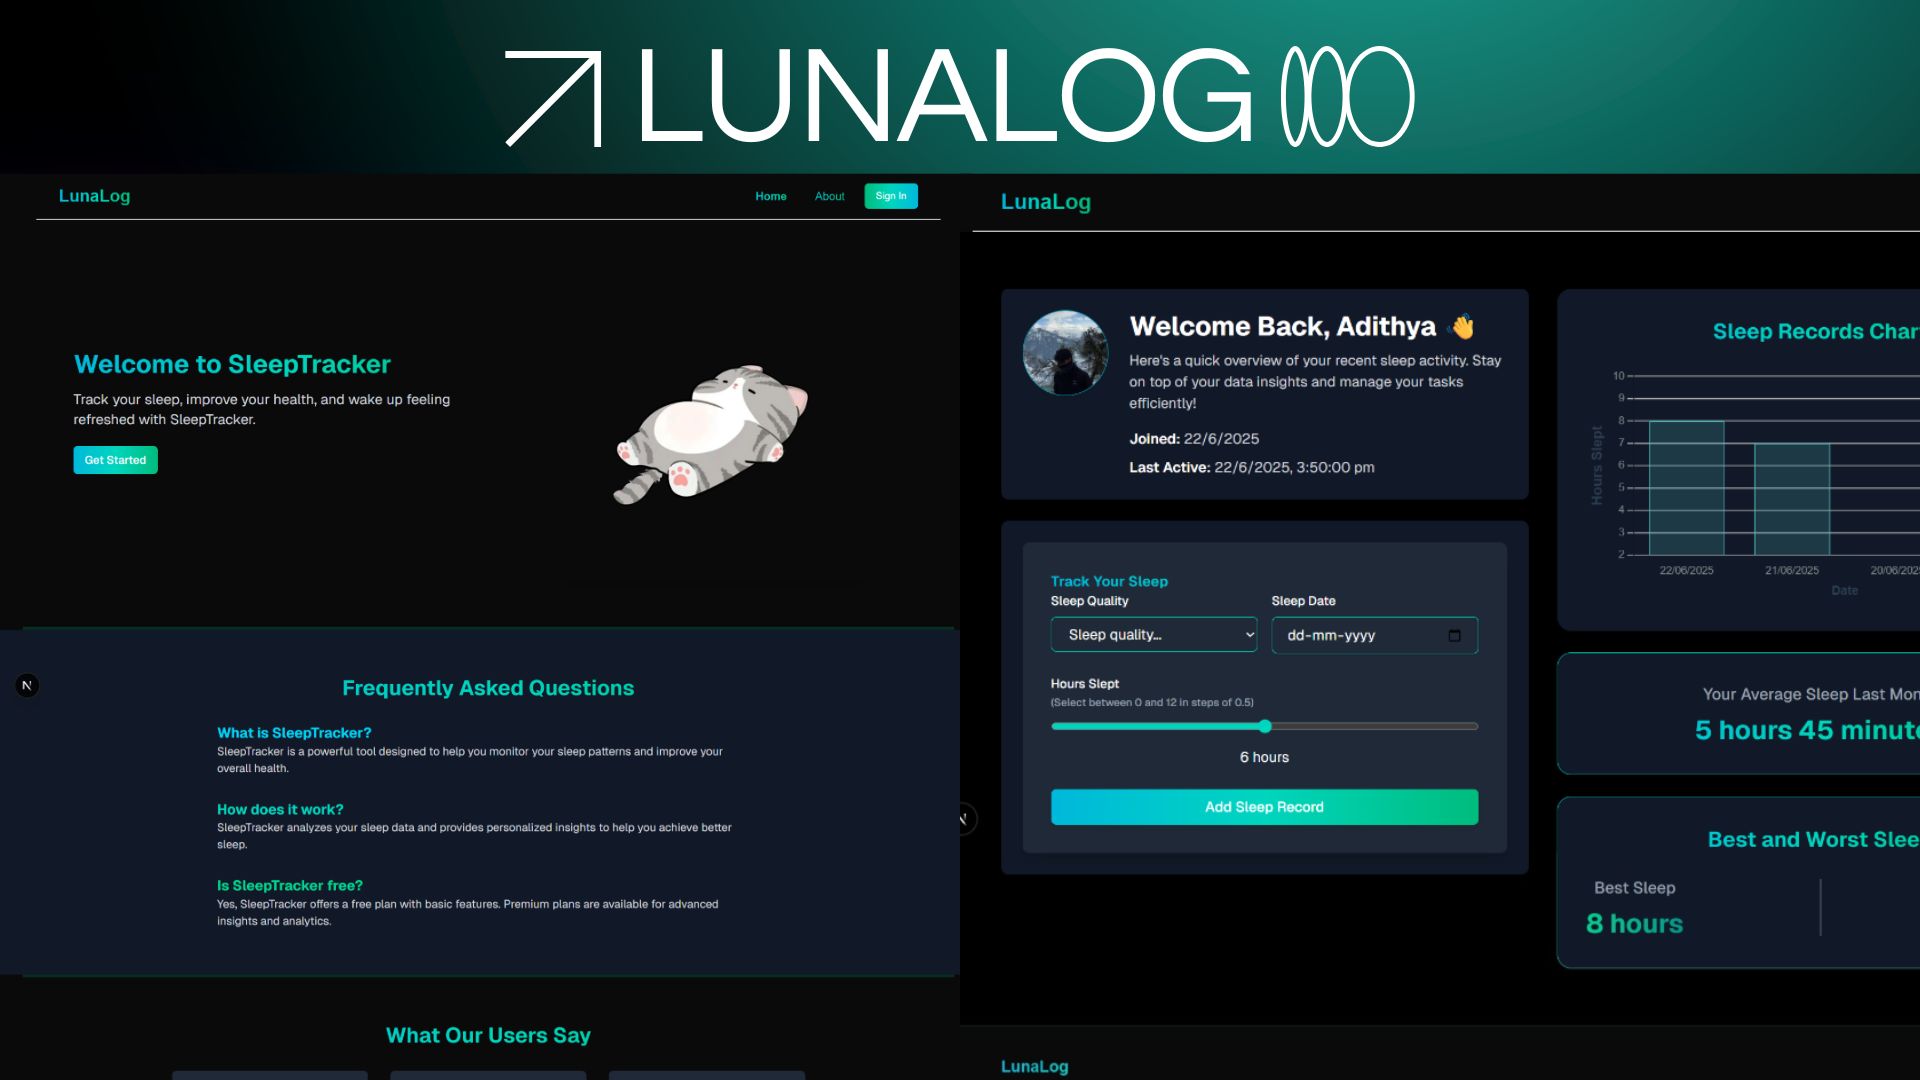 LUNALOG
LunaLog
Home
About
Sign In
Welcome to SleepTracker
Track your sleep, improve your health, and wake up feeling
refreshed with SleepTracker.
Get Started
Frequently Asked Questions
What is SleepTracker?
SleepTracker is a powerful tool designed to help you monitor your sleep patterns and improve your
overall health.
How does it work?
SleepTracker analyzes your sleep data and provides personalized insights to help you achieve better
sleep.
Is SleepTracker free?
Yes, SleepTracker offers a free plan with basic features. Premium plans are available for advanced
insights and analytics.
N
What Our Users Say
LunaLog
Welcome Back, Adithya 👋
Here's a quick overview of your recent sleep activity. Stay
on top of your data insights and manage your tasks
efficiently!
Joined: 22/6/2025
Last Active: 22/6/2025, 3:50:00 pm
Track Your Sleep
Sleep Quality
Sleep Date
Sleep quality...
dd-mm-yyyy
Hours Slept
(Select between 0 and 12 in steps of 0.5)
6 hours
Add Sleep Record
N
Sleep Records Char
Hours Slept
10
9
8
7
6
5
4
3
2
22/06/2025
21/06/2025
20/06/202
Date
Your Average Sleep Last Mon
5 hours 45 minut
Best and Worst Slee
Best Sleep
8 hours
LunaLog